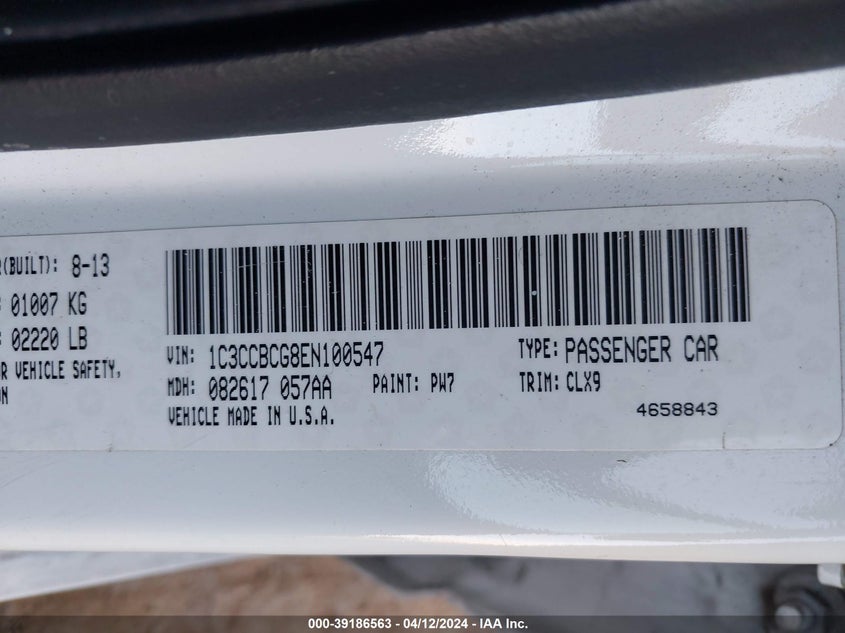 R(BUILT): 8-13
: 01007 KG
: 02220 LB
R VEHICLE SAFETY,
ON
VIN: 1C3CCBCG8EN100547 TYPE: PASSENGER CAR
MDH: 082617 057AA PAINT: PW7 TRIM: CLX9
VEHICLE MADE IN U.S.A. 4658843
000-39186563 - 04/12/2024 - IAA Inc.